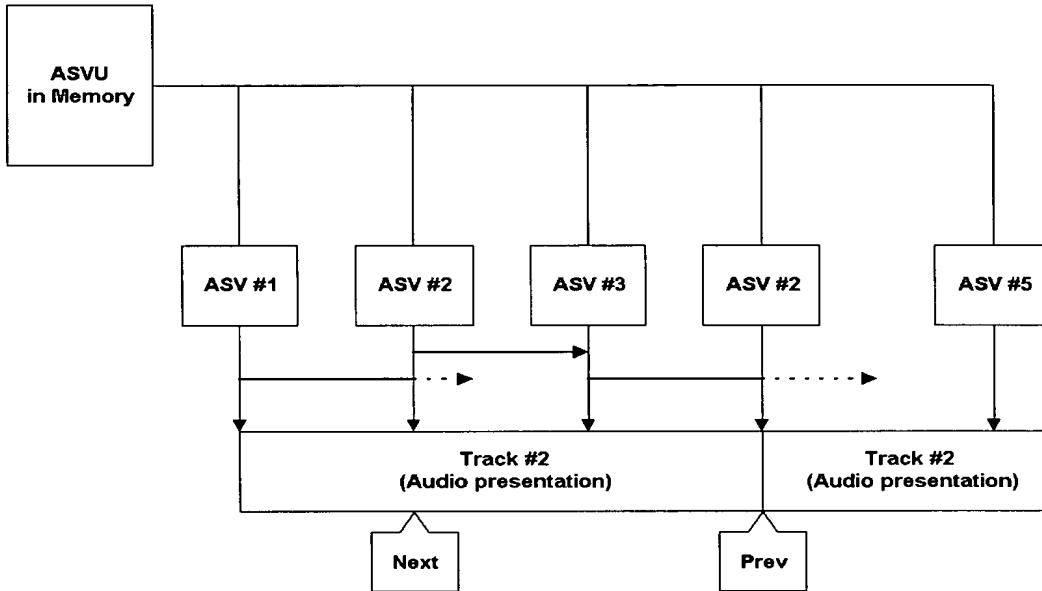 ASVU
in Memory
ASV #1
ASV #2
ASV #3
ASV #2
ASV #5
Track #2
(Audio presentation)
Track #2
(Audio presentation)
Next
Prev